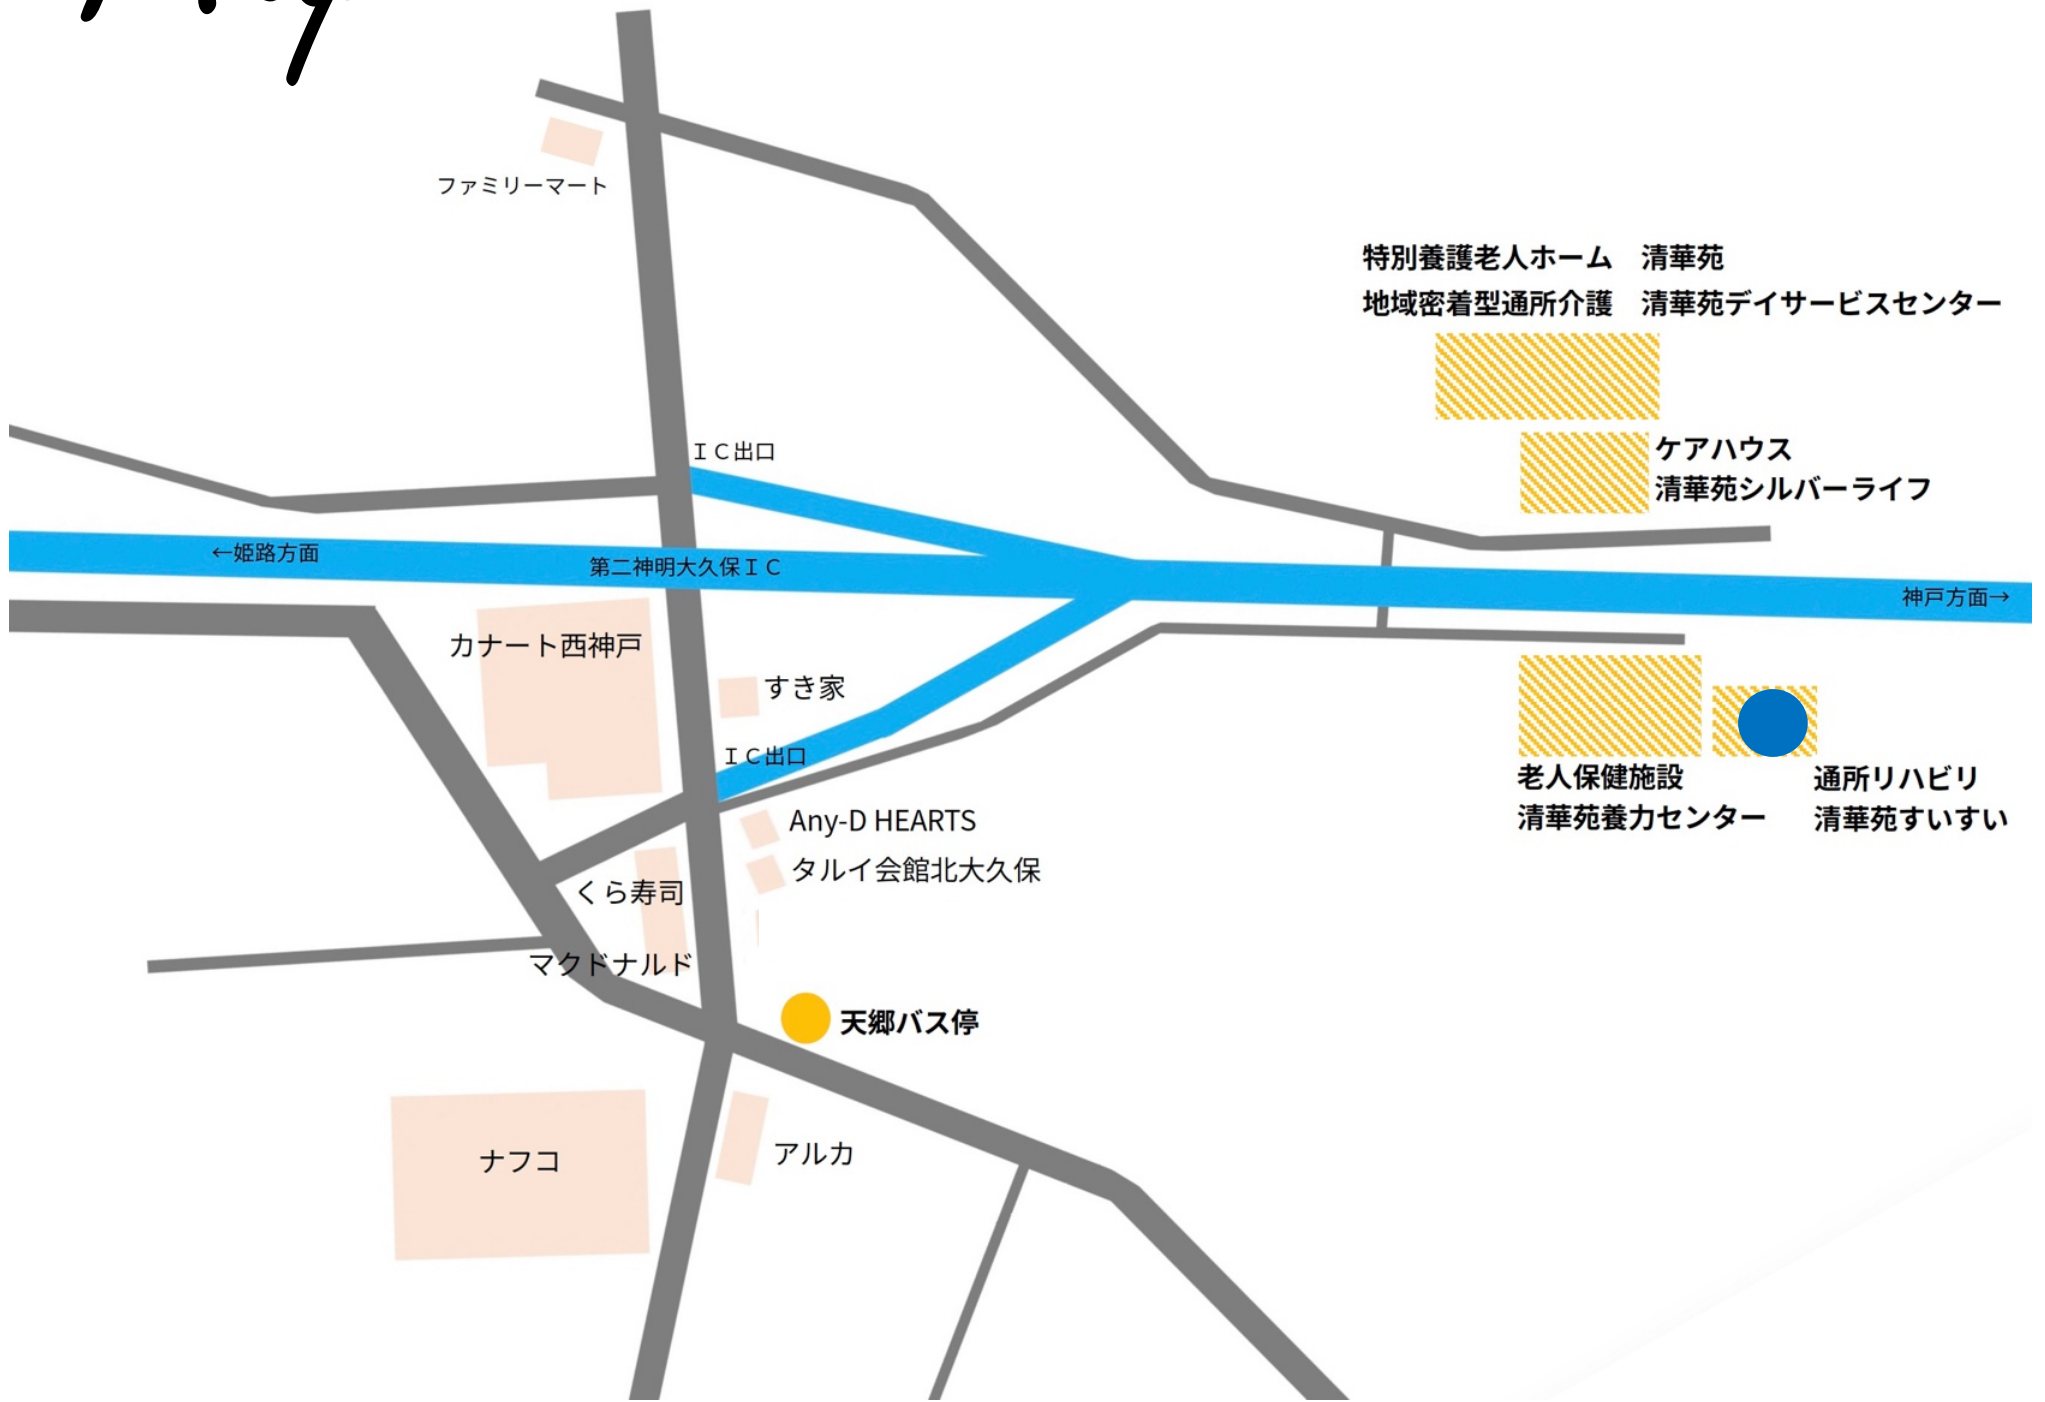 ファミリーマート
特別養護老人ホーム　清華苑
地域密着型通所介護　清華苑デイサービスセンター
ケアハウス
清華苑シルバーライフ
ＩＣ出口
←姫路方面
第二神明大久保ＩＣ
神戸方面→
カナート西神戸
すき家
ＩＣ出口
老人保健施設
清華苑養力センター
通所リハビリ
清華苑すいすい
Any-D HEARTS
タルイ会館北大久保
くら寿司
マクドナルド
天郷バス停
ナフコ
アルカ